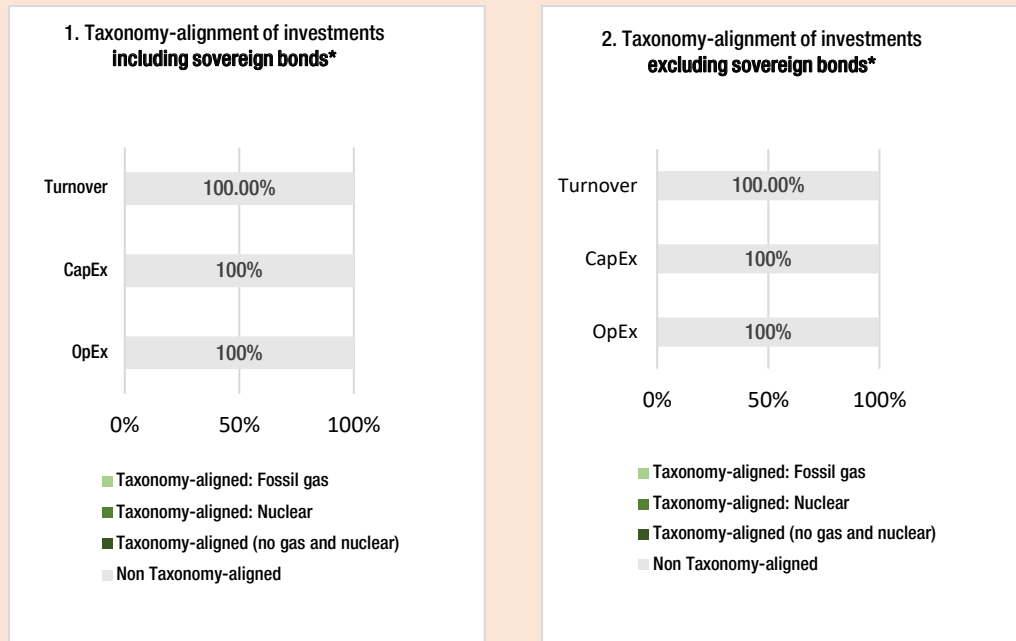 1. Taxonomy-alignment of investments
including sovereign bonds*
Turnover
100.00%
CapEx
100%
OpEx
100%
0%
50%
100%
Taxonomy-aligned: Fossil gas
Taxonomy-aligned: Nuclear
Taxonomy-aligned (no gas and nuclear)
Non Taxonomy-aligned
2. Taxonomy-alignment of investments
excluding sovereign bonds*
Turnover
100.00%
CapEx
100%
OpEx
100%
0%
50%
100%
Taxonomy-aligned: Fossil gas
Taxonomy-aligned: Nuclear
Taxonomy-aligned (no gas and nuclear)
Non Taxonomy-aligned